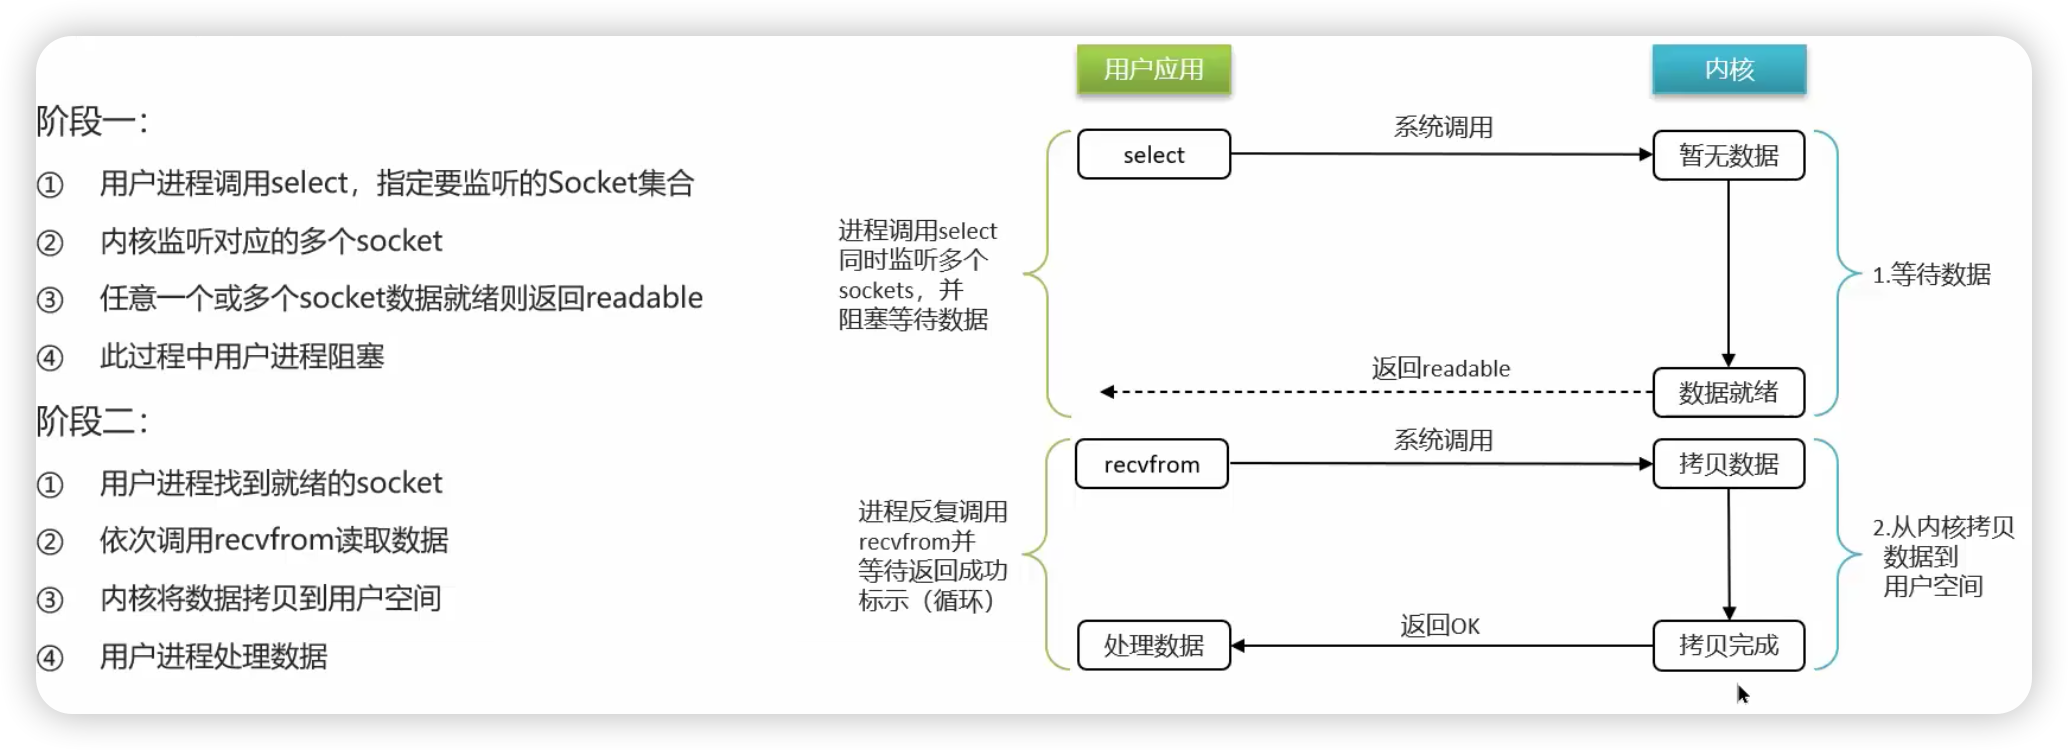 阶段一：
① 用户进程调用select，指定要监听的Socket集合
② 内核监听对应的多个socket
③ 任意一个或多个socket数据就绪则返回readable
④ 此过程中用户进程阻塞
阶段二：
① 用户进程找到就绪的socket
② 依次调用recvfrom读取数据
③ 内核将数据拷贝到用户空间
④ 用户进程处理数据
用户应用
内核
select
系统调用
暂无数据
进程调用select
同时监听多个
sockets，并
阻塞等待数据
1.等待数据
返回readable
数据就绪
recvfrom
系统调用
拷贝数据
进程反复调用
recvfrom并
等待返回成功
标示（循环）
2.从内核拷贝
数据到
用户空间
处理数据
返回OK
拷贝完成